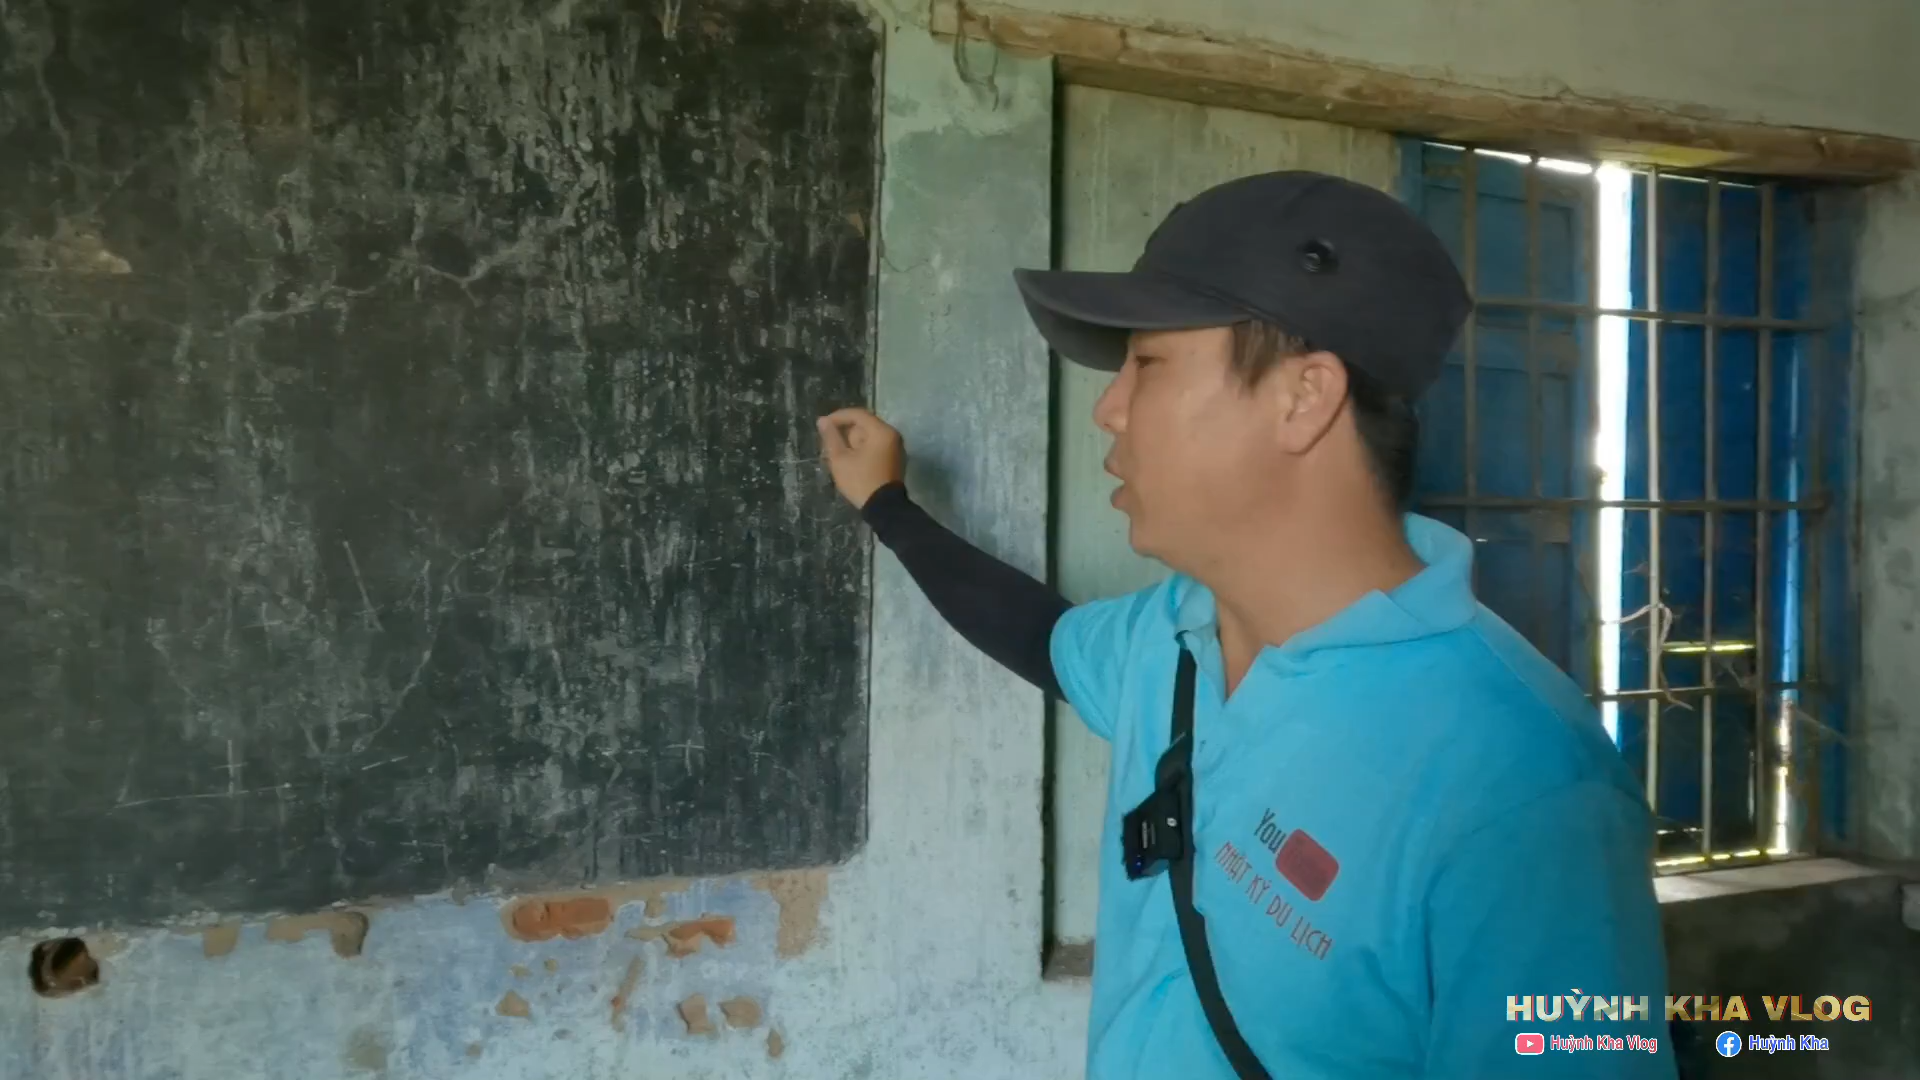 You
NHẬT KÝ DU LỊCH
HUỲNH KHA VLOG
Huỳnh Kha Vlog
Huỳnh Kha